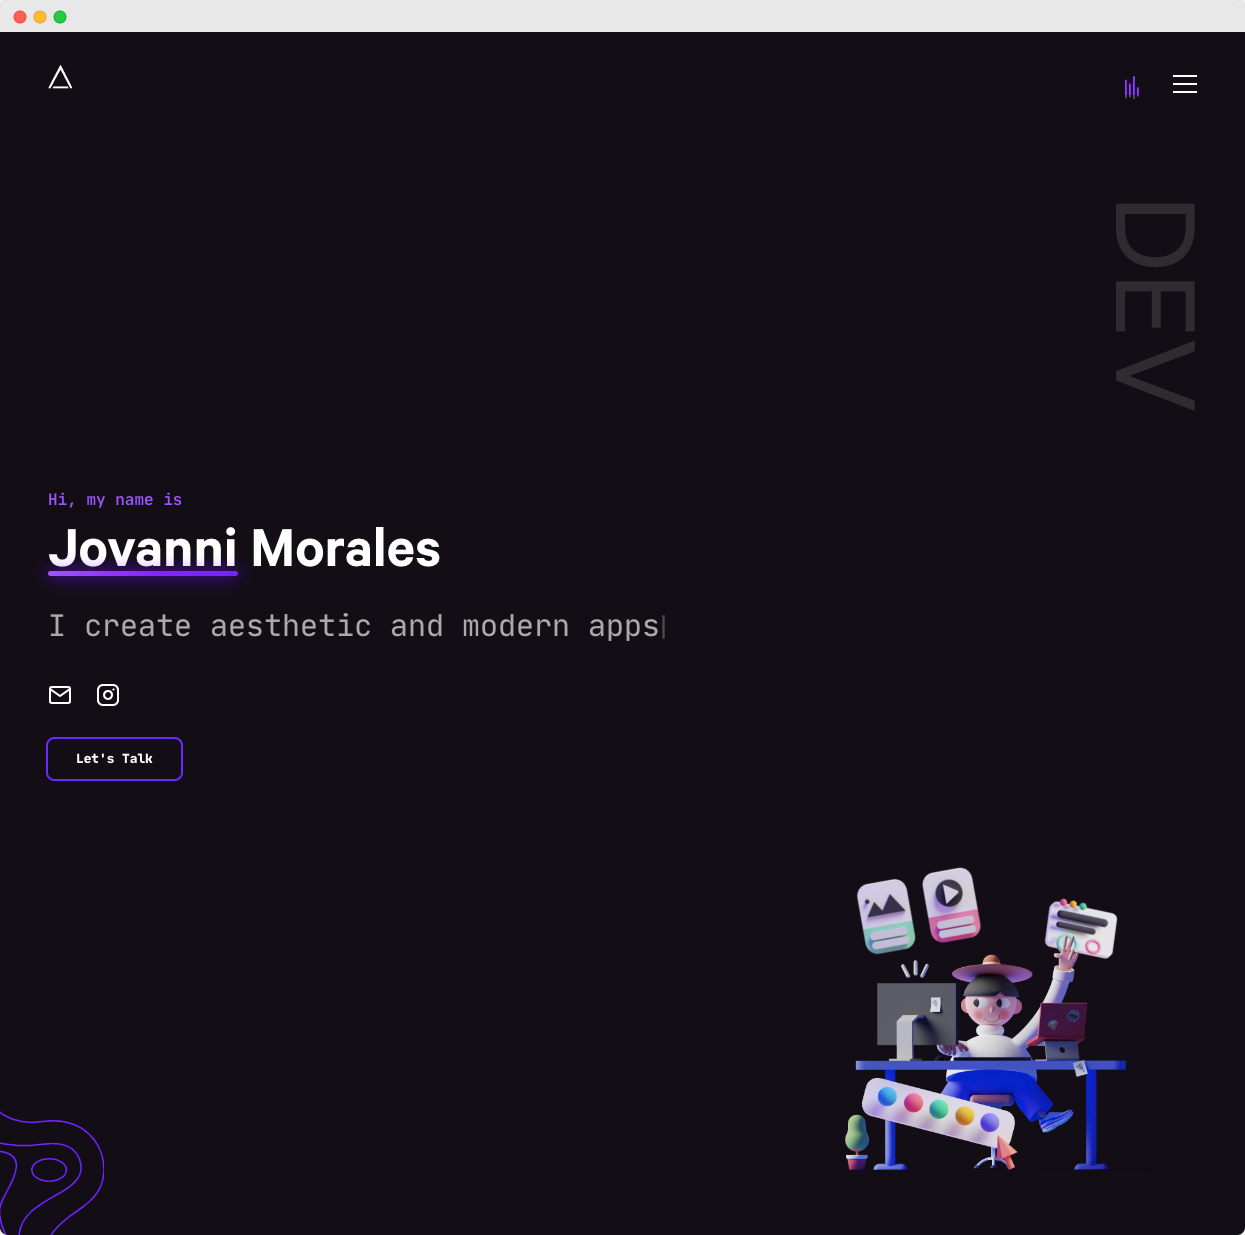 DEV
Hi, my name is
Jovanni Morales
I create aesthetic and modern apps
Let's Talk